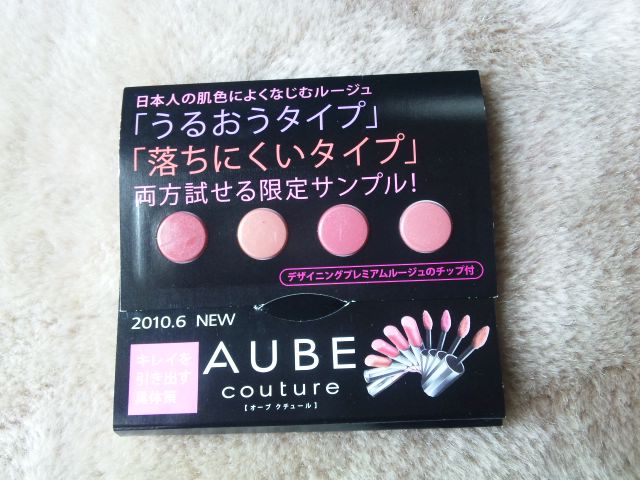 日本人の肌色によくなじむルージュ
「うるおうタイプ」
「落ちにくいタイプ」
両方試せる限定サンプル!
デザイニングプレミアムルージュのチップ付
2010.6 NEW
キレイを
引き出す
具体策
AUBE
couture
【オーブ クチュール】